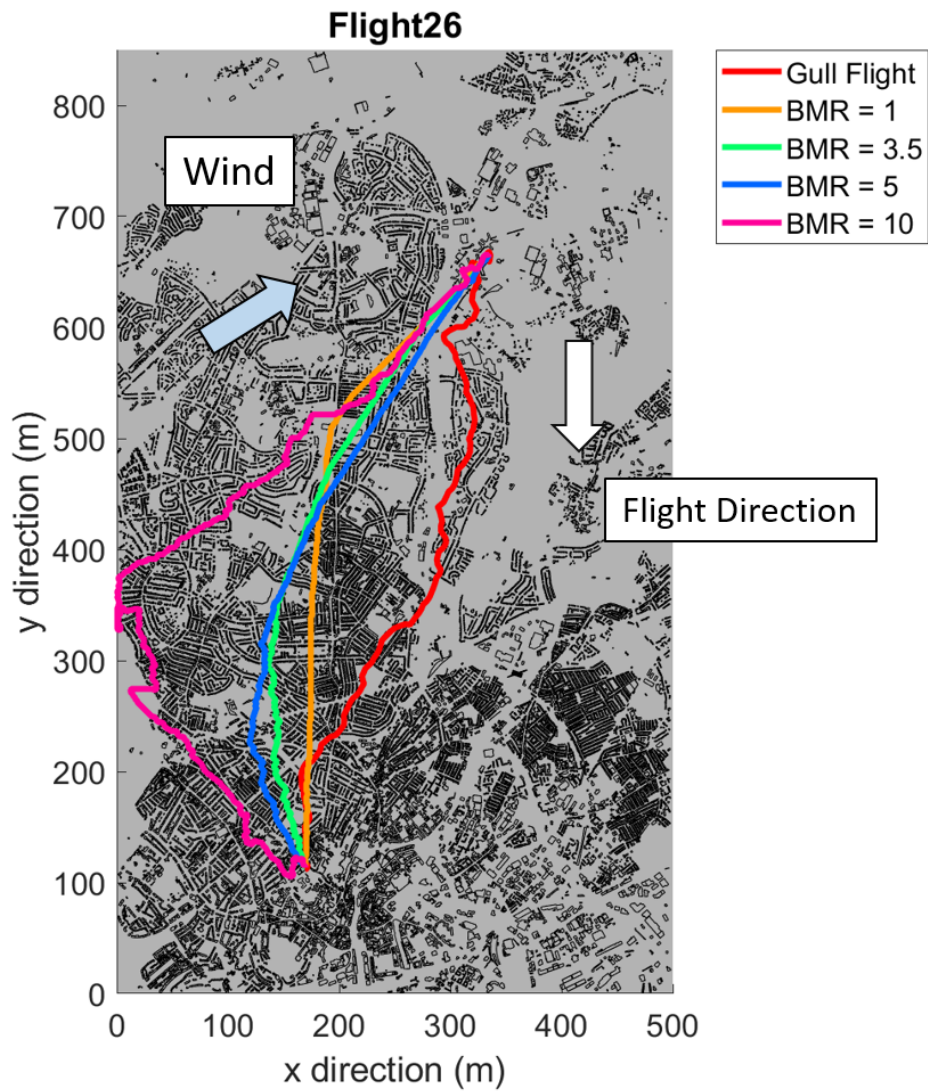 Flight26
Gull Flight
BMR = 1
BMR = 3.5
BMR = 5
BMR = 10
Wind
Flight Direction
y direction (m)
800
700
600
500
400
300
200
100
0
0 100 200 300 400 500
x direction (m)